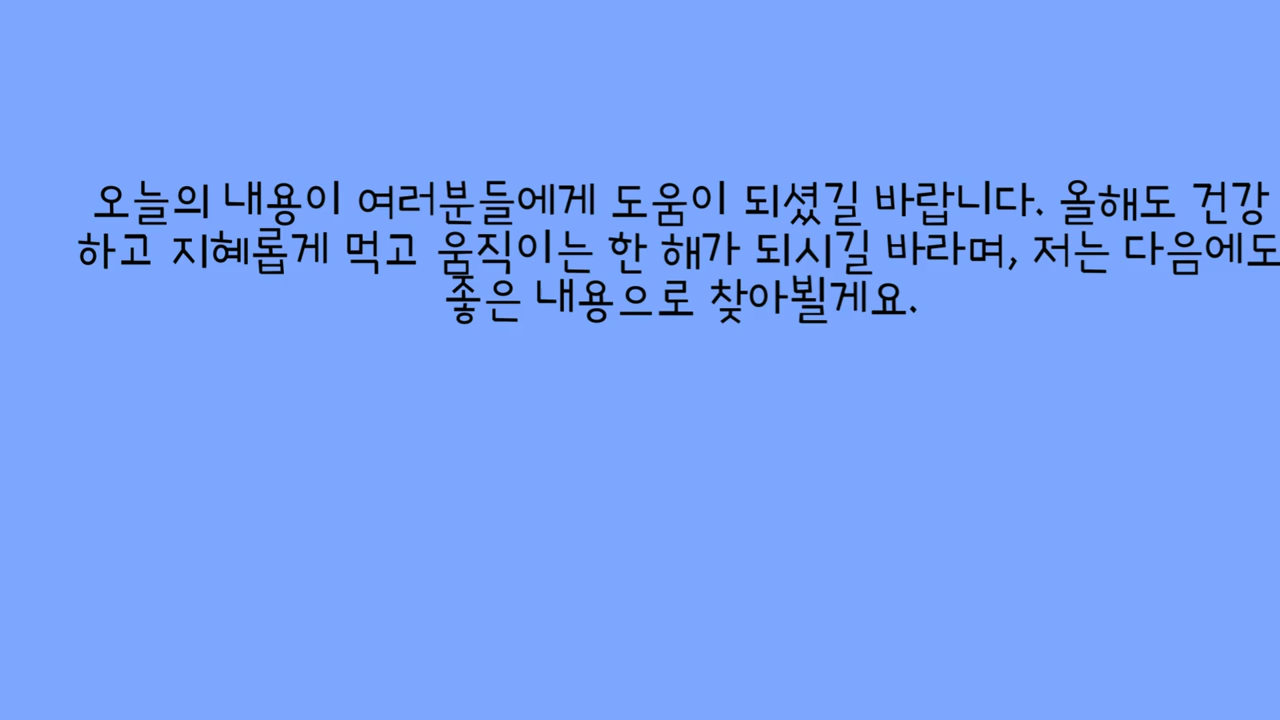 오늘의 내용이 여러분들에게 도움이 되셨길 바랍니다. 올해도 건강
하고 지혜롭게 먹고 움직이는 한 해가 되시길 바라며, 저는 다음에도
좋은 내용으로 찾아뵐게요.